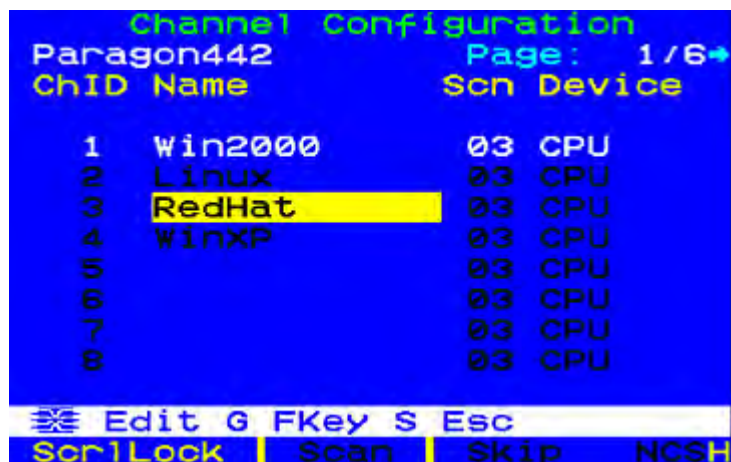 Channel Configuration
Paragon442 Page: 1/6→
ChID Name Scn Device
1 Win2000 03 CPU
2 Linux 03 CPU
3 RedHat 03 CPU
4 WinXP 03 CPU
5 03 CPU
6 03 CPU
7 03 CPU
8 03 CPU
Edit G FKey S Esc
ScrlLock Scan Skip NCSH